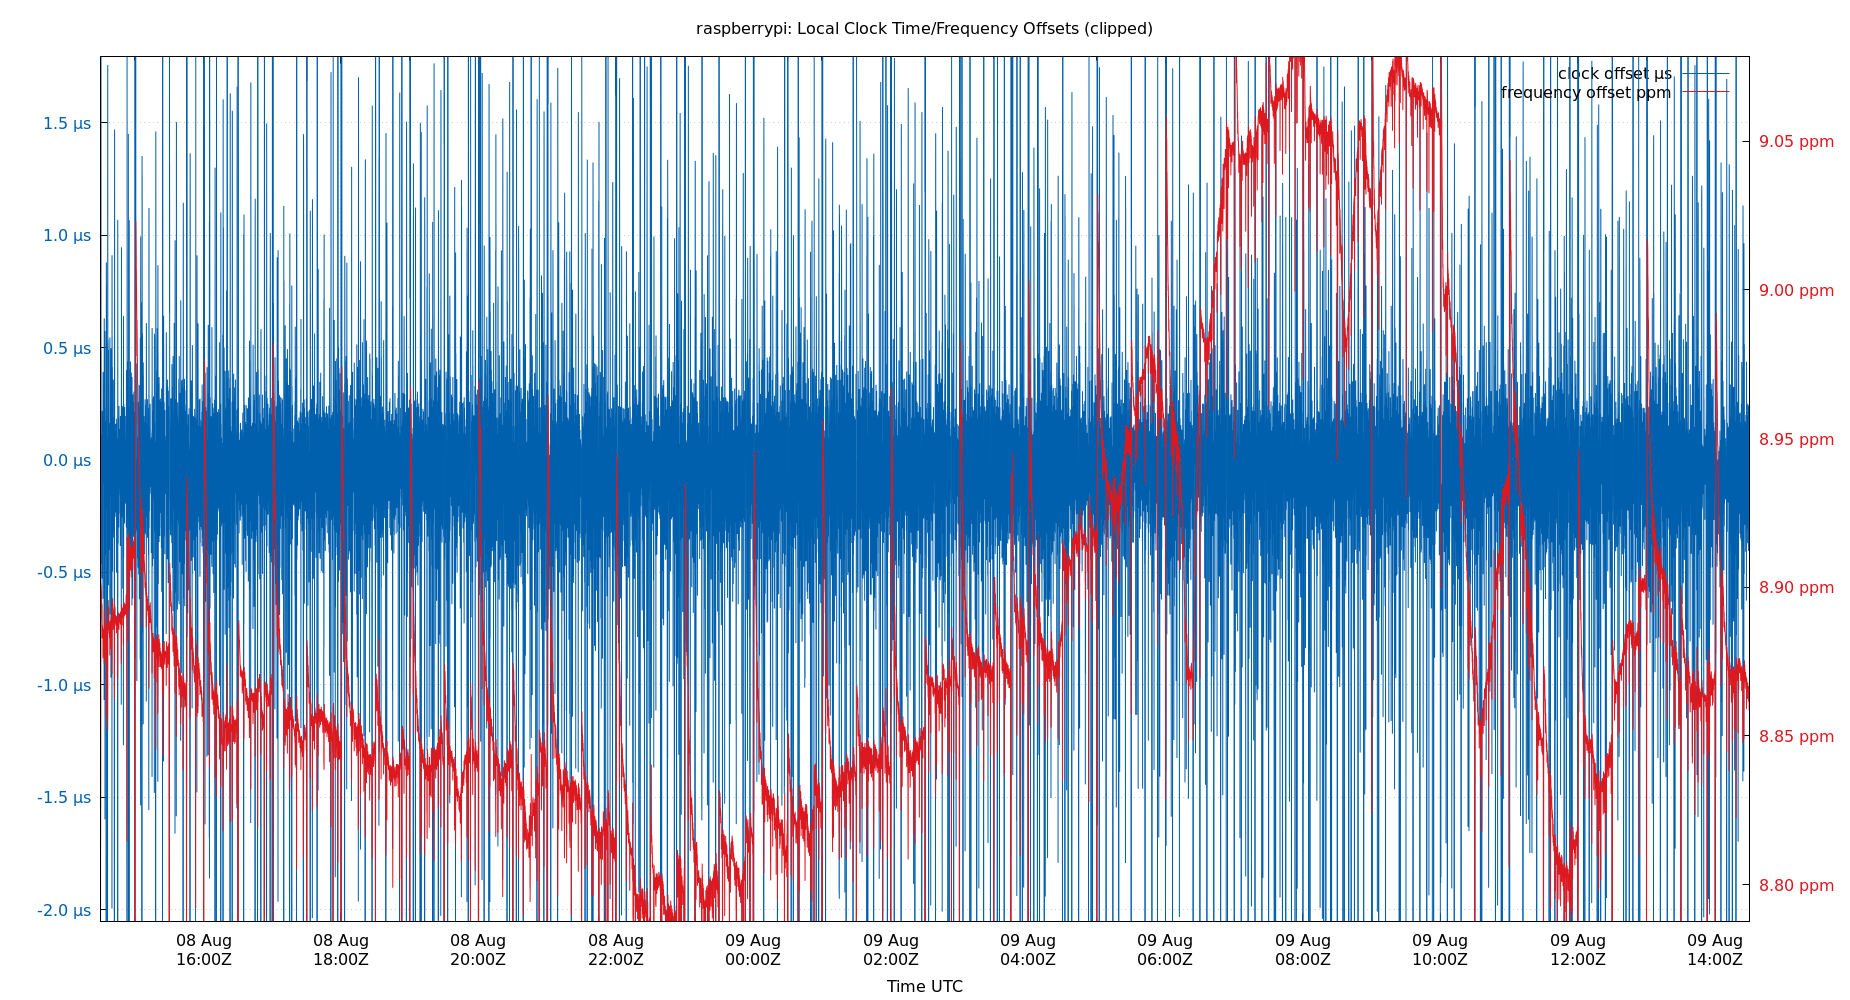 raspberrypi: Local Clock Time/Frequency Offsets (clipped)
clock offset µs
frequency offset ppm
1.5 µs
1.0 µs
0.5 µs
0.0 µs
-0.5 µs
-1.0 µs
-1.5 µs
-2.0 µs
9.05 ppm
9.00 ppm
8.95 ppm
8.90 ppm
8.85 ppm
8.80 ppm
08 Aug
16:00Z
08 Aug
18:00Z
08 Aug
20:00Z
08 Aug
22:00Z
09 Aug
00:00Z
09 Aug
02:00Z
09 Aug
04:00Z
09 Aug
06:00Z
09 Aug
08:00Z
09 Aug
10:00Z
09 Aug
12:00Z
09 Aug
14:00Z
Time UTC